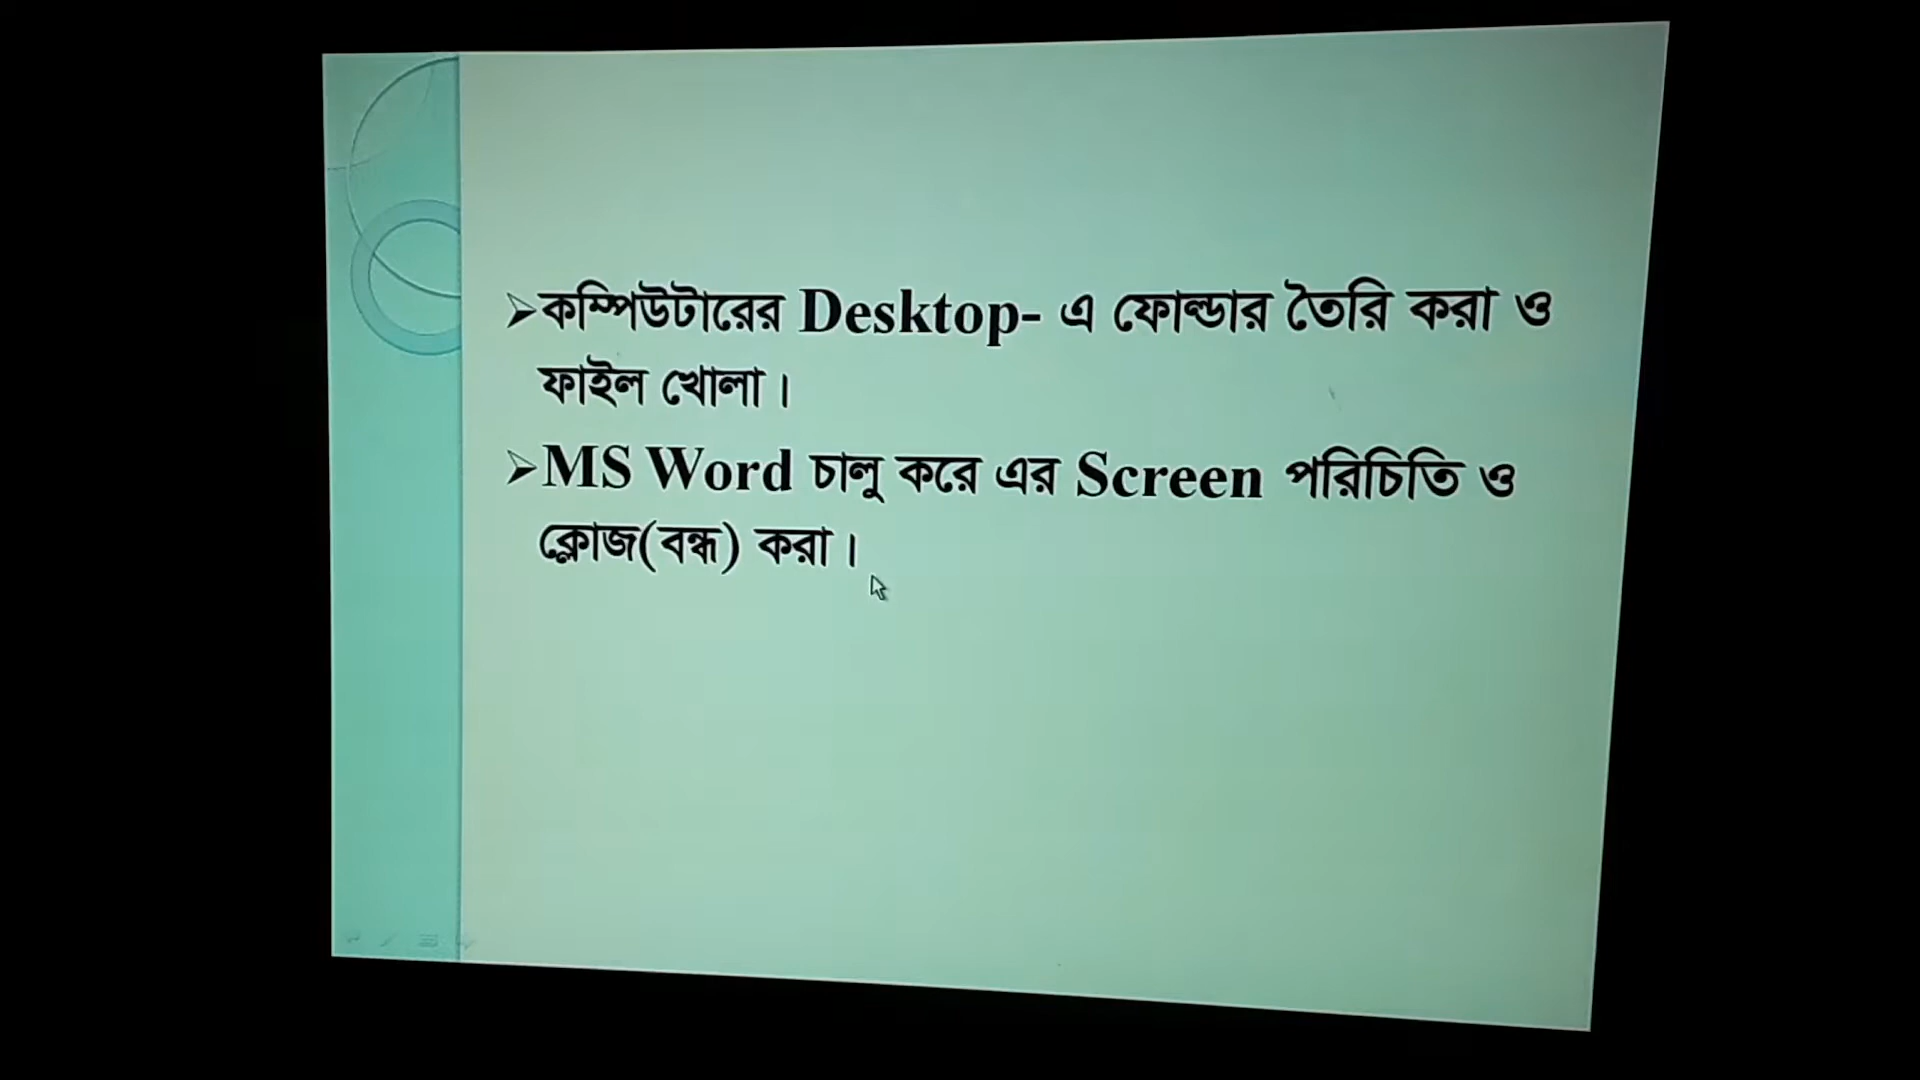 ➢কম্পিউটারের Desktop- এ ফোল্ডার তৈরি করা ও
ফাইল খোলা।
➢MS Word চালু করে এর Screen পরিচিতি ও
ক্লোজ(বন্ধ) করা।